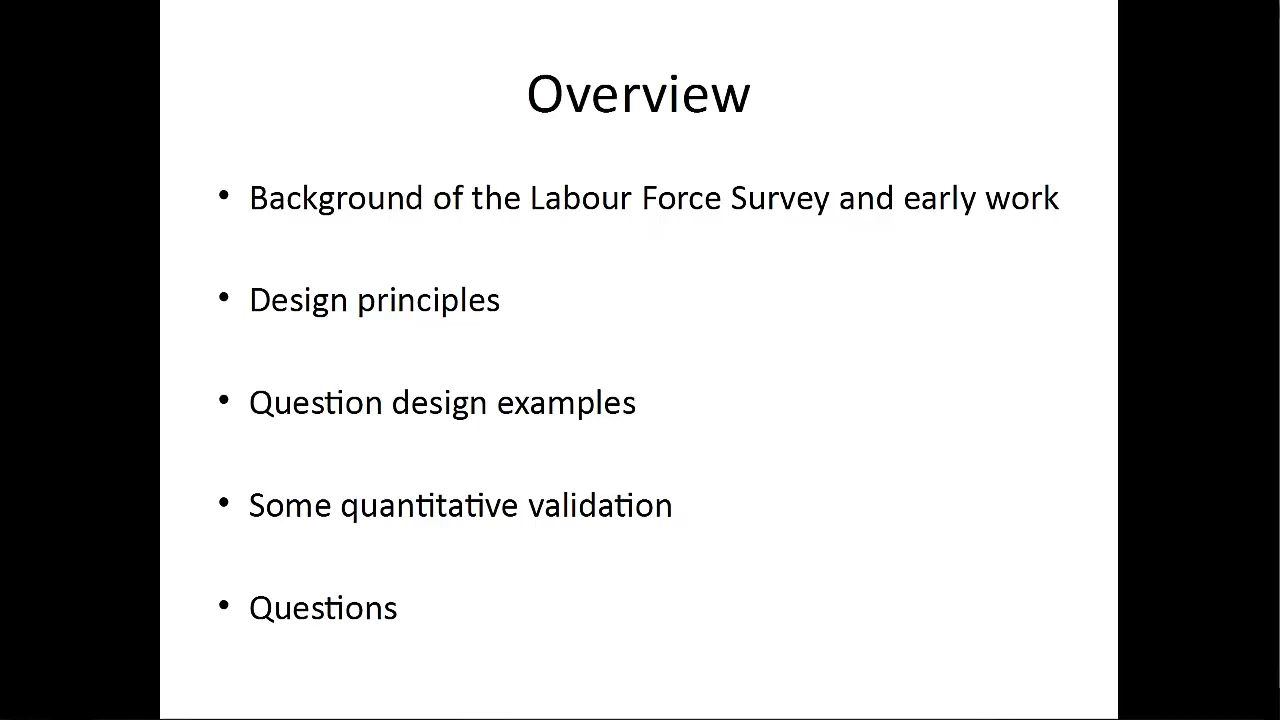 Overview
• Background of the Labour Force Survey and early work
• Design principles
• Question design examples
• Some quantitative validation
• Questions